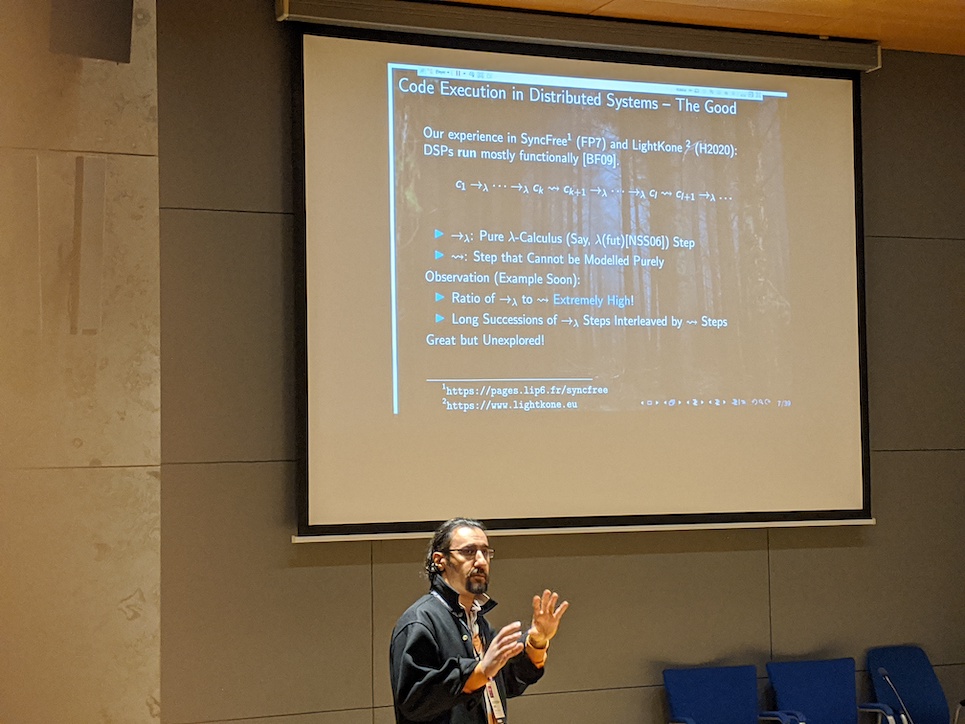 Code Execution in Distributed Systems – The Good
Our experience in SyncFree¹ (FP7) and LightKone ² (H2020):
DSPs run mostly functionally [BF09].
c₁ →λ ⋯ →λ cₖ ⇝ cₖ₊₁ →λ ⋯ →λ cₗ ⇝ cₗ₊₁ →λ ⋯
→λ: Pure λ-Calculus (Say, λ(fut)[NSS06]) Step
⇝: Step that Cannot be Modelled Purely
Observation (Example Soon):
Ratio of →λ to ⇝ Extremely High!
Long Successions of →λ Steps Interleaved by ⇝ Steps
Great but Unexplored!
¹https://pages.lip6.fr/syncfree
²https://www.lightkone.eu
7/39